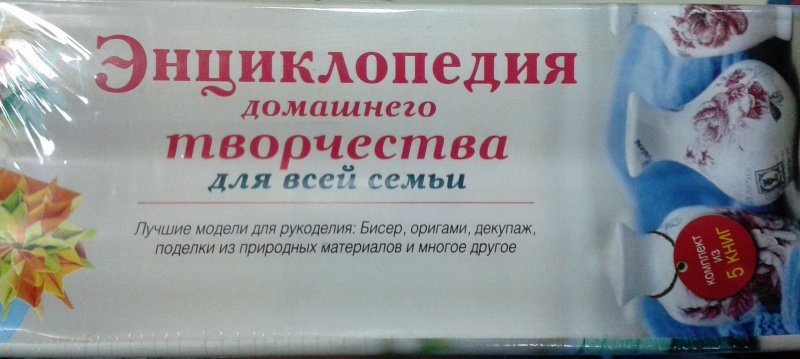 Энциклопедия
домашнего
творчества
для всей семьи
Лучшие модели для рукоделия: Бисер, оригами, декупаж,
поделки из природных материалов и многое другое
комплект
из
5 КНИГ